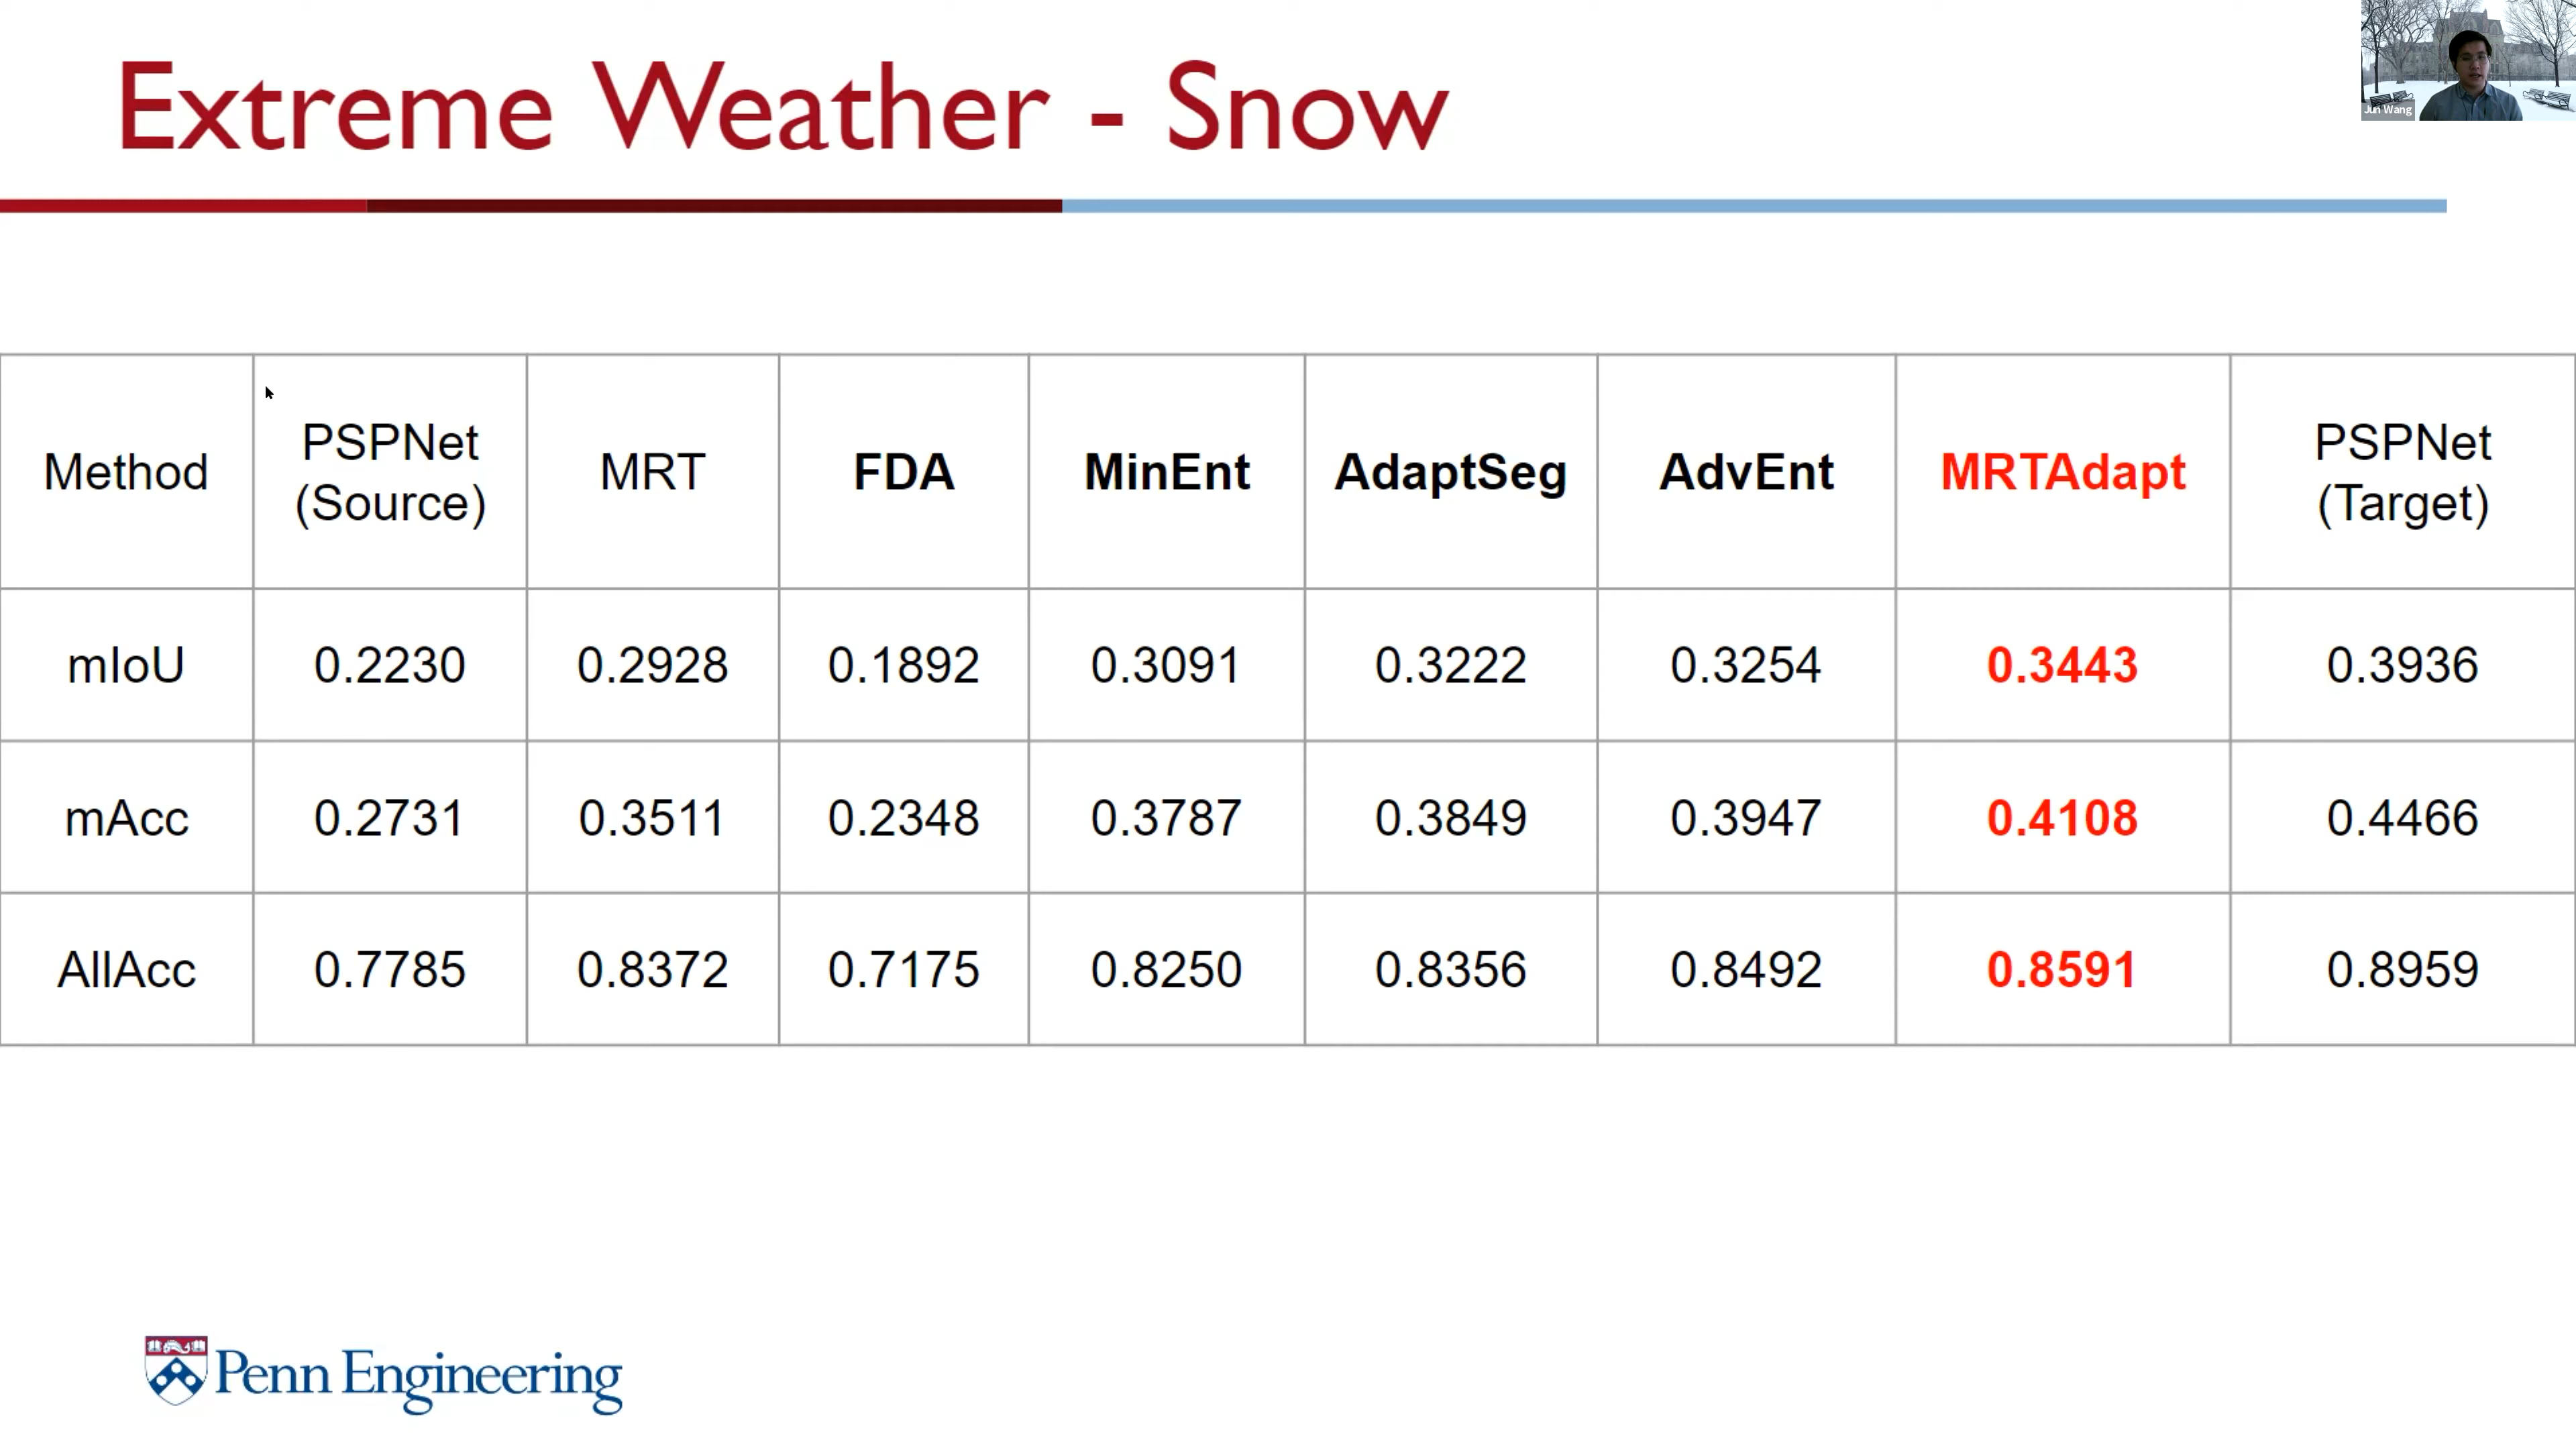 Extreme Weather - Snow
Jun Wang
Method PSPNet (Source) MRT FDA MinEnt AdaptSeg AdvEnt MRTAdapt PSPNet (Target)
mIoU 0.2230 0.2928 0.1892 0.3091 0.3222 0.3254 0.3443 0.3936
mAcc 0.2731 0.3511 0.2348 0.3787 0.3849 0.3947 0.4108 0.4466
AllAcc 0.7785 0.8372 0.7175 0.8250 0.8356 0.8492 0.8591 0.8959
Penn Engineering